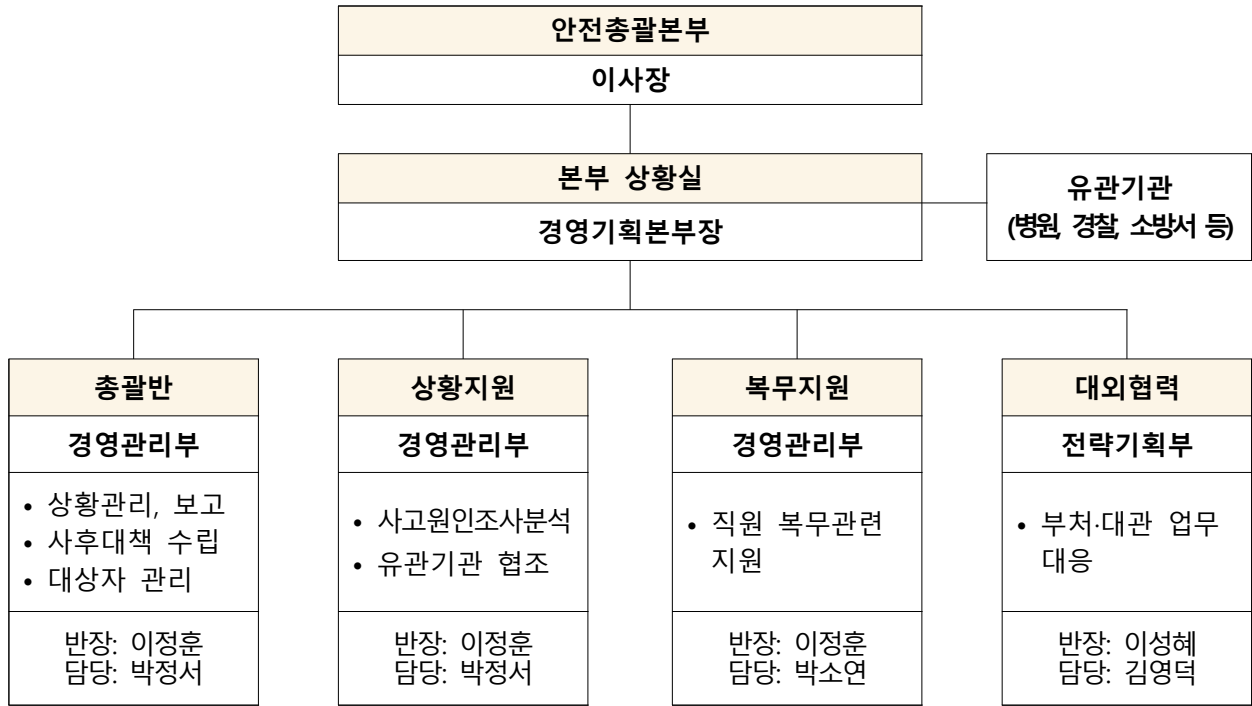 안전총괄본부
이사장
본부 상황실
경영기획본부장
유관기관
(병원, 경찰, 소방서 등)
총괄반
경영관리부
• 상황관리, 보고
• 사후대책 수립
• 대상자 관리
반장: 이정훈
담당: 박정서
상황지원
경영관리부
• 사고원인조사분석
• 유관기관 협조
반장: 이정훈
담당: 박정서
복무지원
경영관리부
• 직원 복무관련
지원
반장: 이정훈
담당: 박소연
대외협력
전략기획부
• 부처·대관 업무
대응
반장: 이성혜
담당: 김영덕